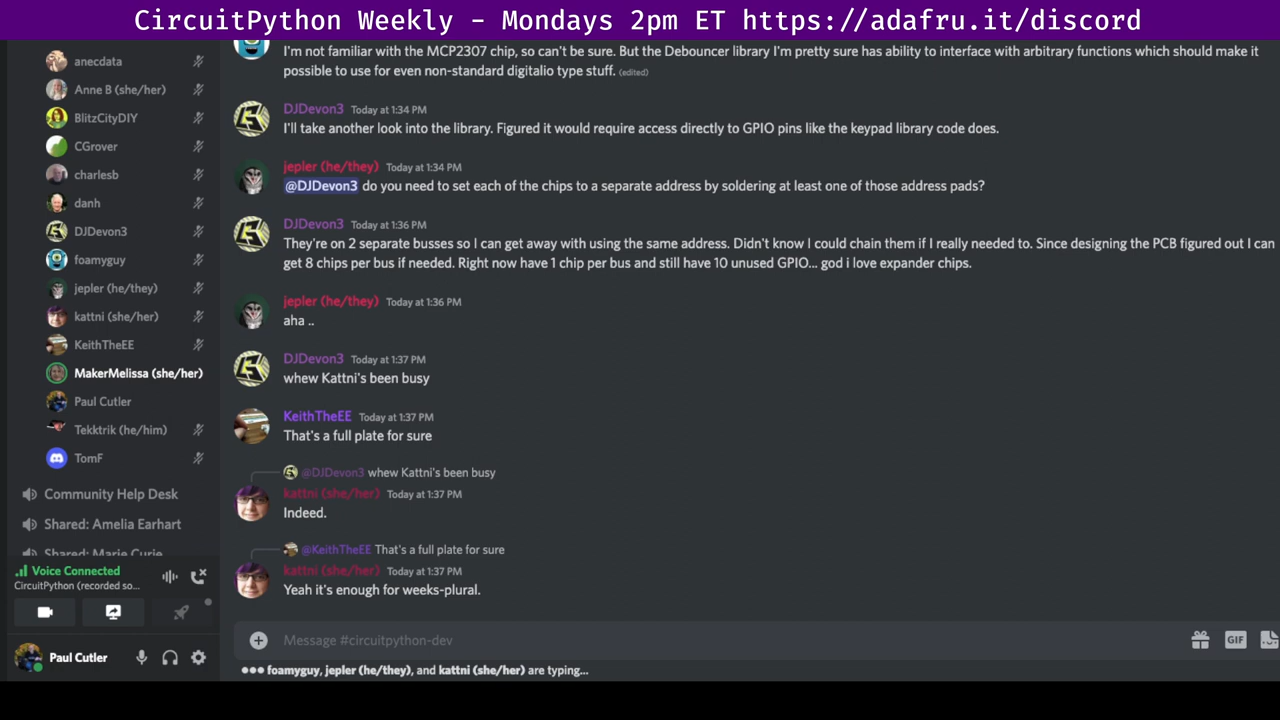 CircuitPython Weekly - Mondays 2pm ET https://adafru.it/discord
anecdata
Anne B (she/her)
BlitzCityDIY
CGrover
charlesb
danh
DJDevon3
foamyguy
jepler (he/they)
kattni (she/her)
KeithTheEE
MakerMelissa (she/her)
Paul Cutler
Tekktrik (he/him)
TomF
Community Help Desk
Shared: Amelia Earhart
Shared: Marie Curie
Voice Connected
CircuitPython (recorded so...
Paul Cutler
I'm not familiar with the MCP2307 chip, so can't be sure. But the Debouncer library I'm pretty sure has ability to interface with arbitrary functions which should make it
possible to use for even non-standard digitalio type stuff. (edited)
DJDevon3 Today at 1:34 PM
I'll take another look into the library. Figured it would require access directly to GPIO pins like the keypad library code does.
jepler (he/they) Today at 1:34 PM
@DJDevon3 do you need to set each of the chips to a separate address by soldering at least one of those address pads?
DJDevon3 Today at 1:36 PM
They're on 2 separate busses so I can get away with using the same address. Didn't know I could chain them if I really needed to. Since designing the PCB figured out I can
get 8 chips per bus if needed. Right now have 1 chip per bus and still have 10 unused GPIO... god i love expander chips.
jepler (he/they) Today at 1:36 PM
aha ..
DJDevon3 Today at 1:37 PM
whew Kattni's been busy
KeithTheEE Today at 1:37 PM
That's a full plate for sure
@DJDevon3 whew Kattni's been busy
kattni (she/her) Today at 1:37 PM
Indeed.
@KeithTheEE That's a full plate for sure
kattni (she/her) Today at 1:37 PM
Yeah it's enough for weeks-plural.
Message #circuitpython-dev
GIF
foamyguy, jepler (he/they), and kattni (she/her) are typing...